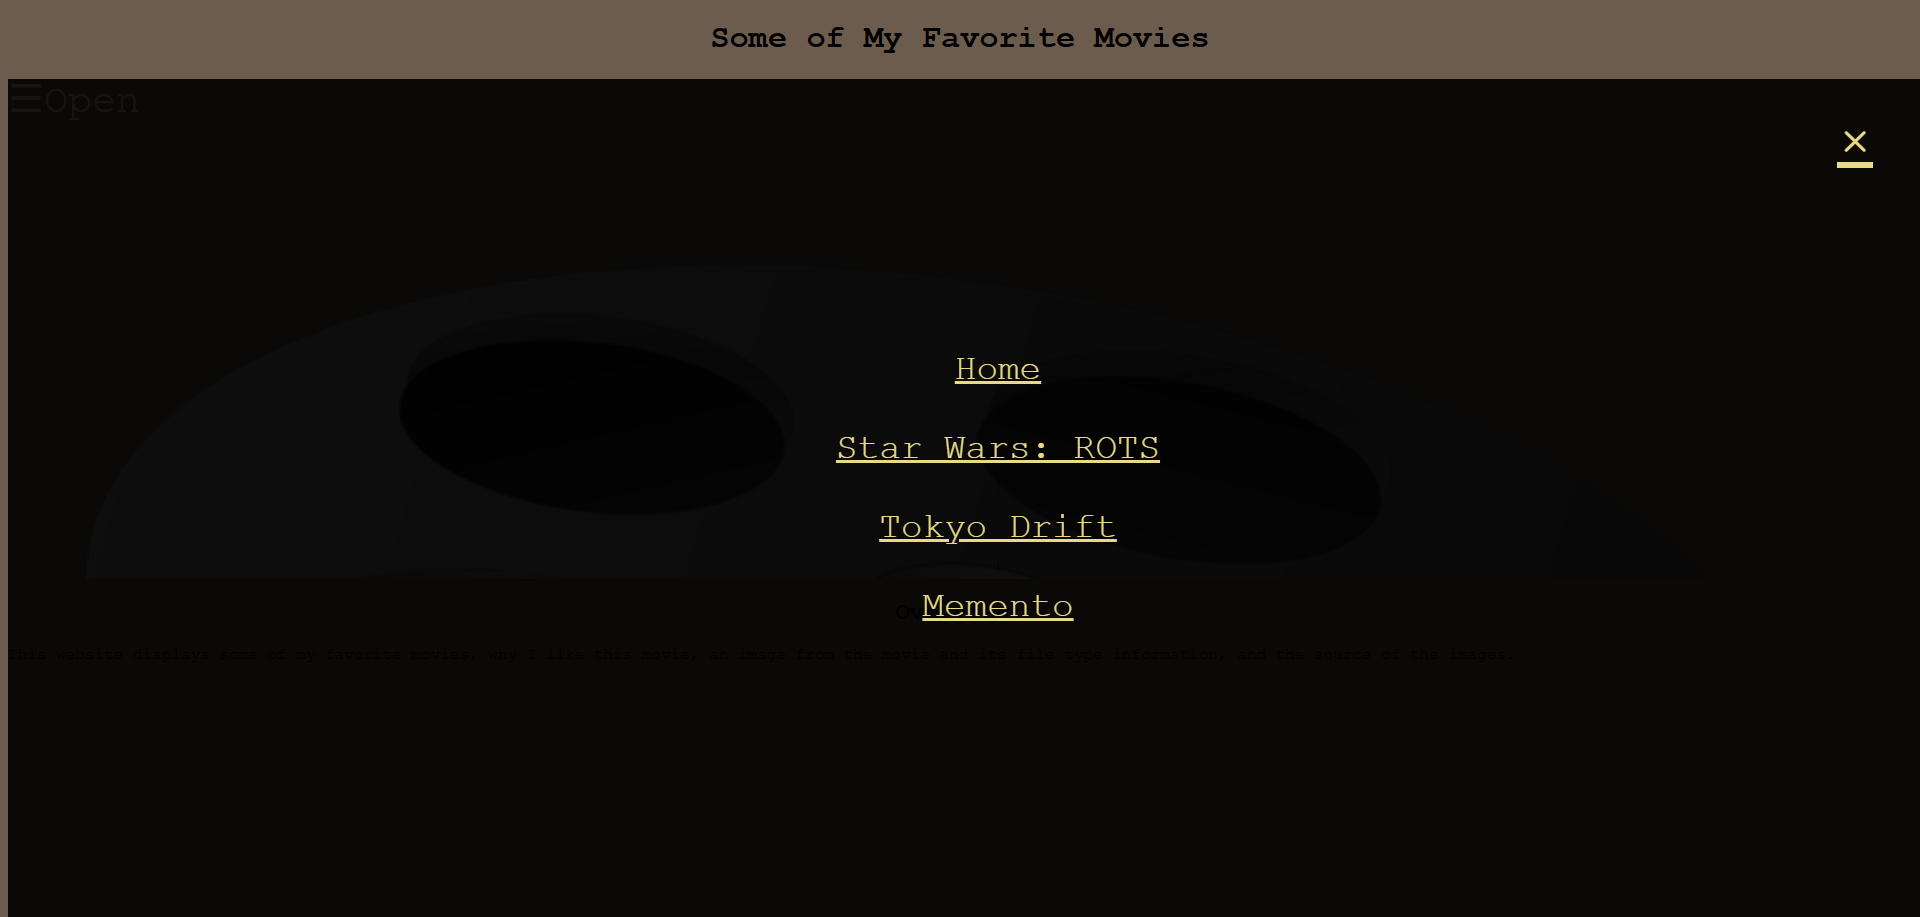 Some of My Favorite Movies
☰Open
×
Home
Star Wars: ROTS
Tokyo Drift
Memento
This website displays some of my favorite movies, why I like this movie, an image from the movie and its file type information, and the source of the images.